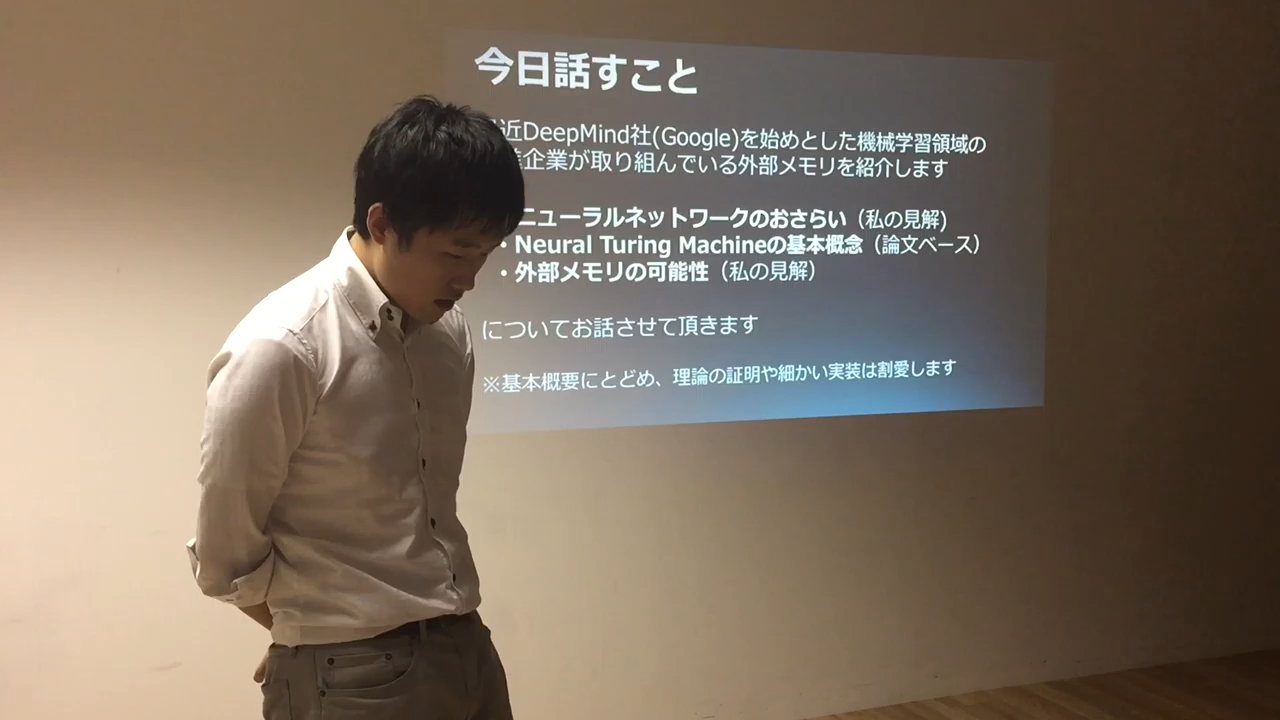 今日話すこと
近DeepMind社(Google)を始めとした機械学習領域の
企業が取り組んでいる外部メモリを紹介します
ニューラルネットワークのおさらい（私の見解)
・Neural Turing Machineの基本概念（論文ベース）
・外部メモリの可能性（私の見解）
についてお話させて頂きます
※基本概要にとどめ、理論の証明や細かい実装は割愛します